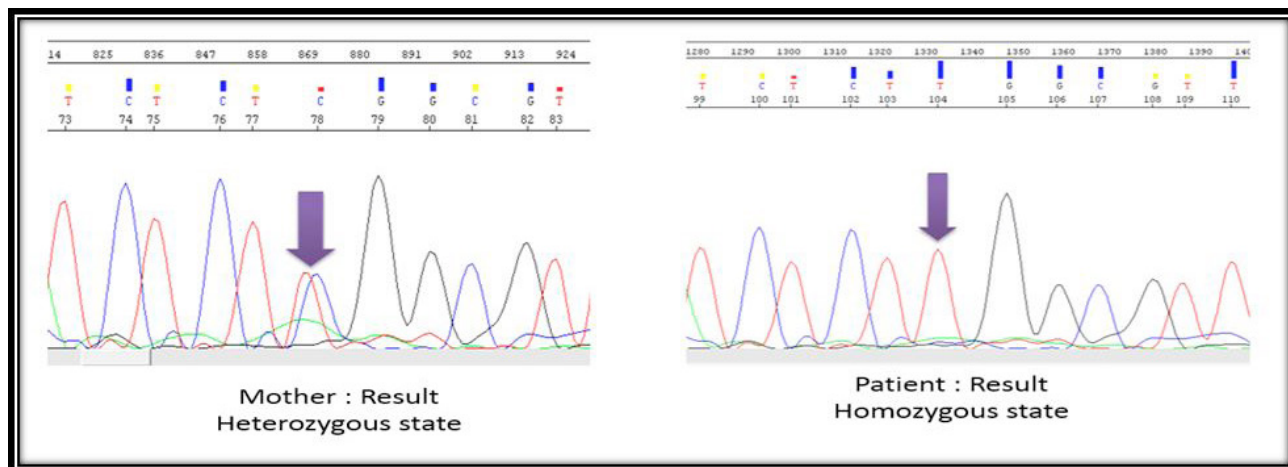 14 825 836 847 858 869 880 891 902 913 924
T C T C T C G G C G T
73 74 75 76 77 78 79 80 81 82 83
Mother : Result
Heterozygous state
1280 1290 1300 1310 1320 1330 1340 1350 1360 1370 1380 1390 140
T C T C T T G G C G T T
99 100 101 102 103 104 105 106 107 108 109 110
Patient : Result
Homozygous state